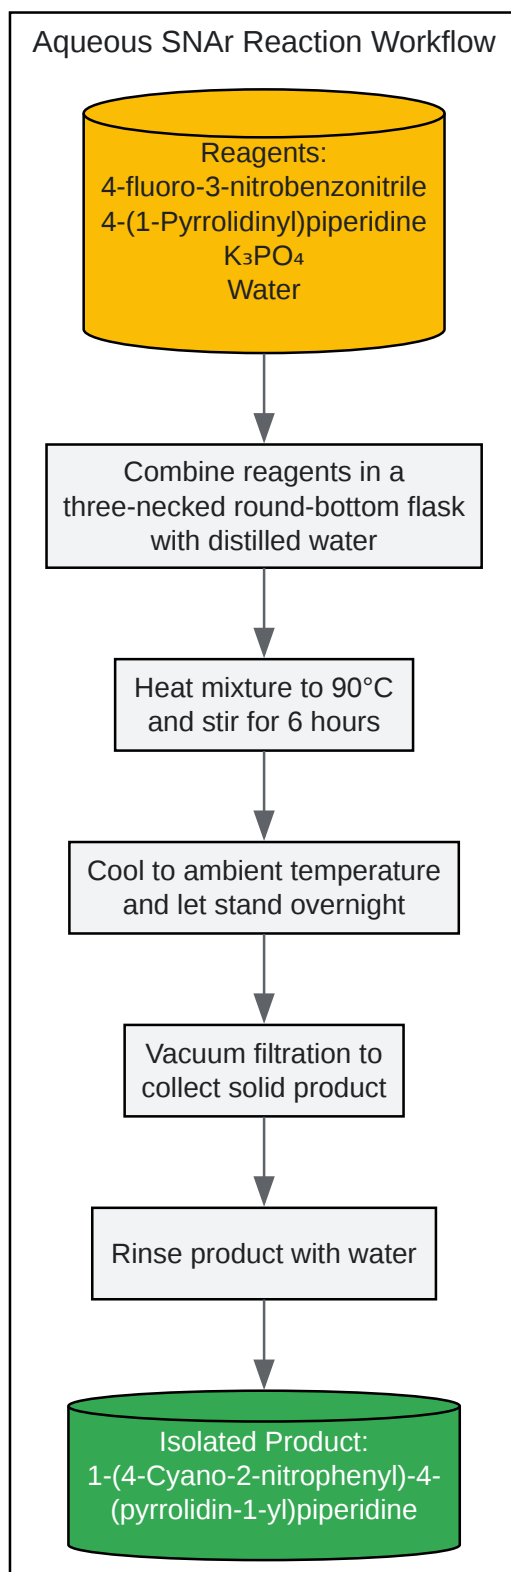 Aqueous SNAr Reaction Workflow
Reagents:
4-fluoro-3-nitrobenzonitrile
4-(1-Pyrrolidinyl)piperidine
K₃PO₄
Water
Combine reagents in a
three-necked round-bottom flask
with distilled water
Heat mixture to 90°C
and stir for 6 hours
Cool to ambient temperature
and let stand overnight
Vacuum filtration to
collect solid product
Rinse product with water
Isolated Product:
1-(4-Cyano-2-nitrophenyl)-4-
(pyrrolidin-1-yl)piperidine